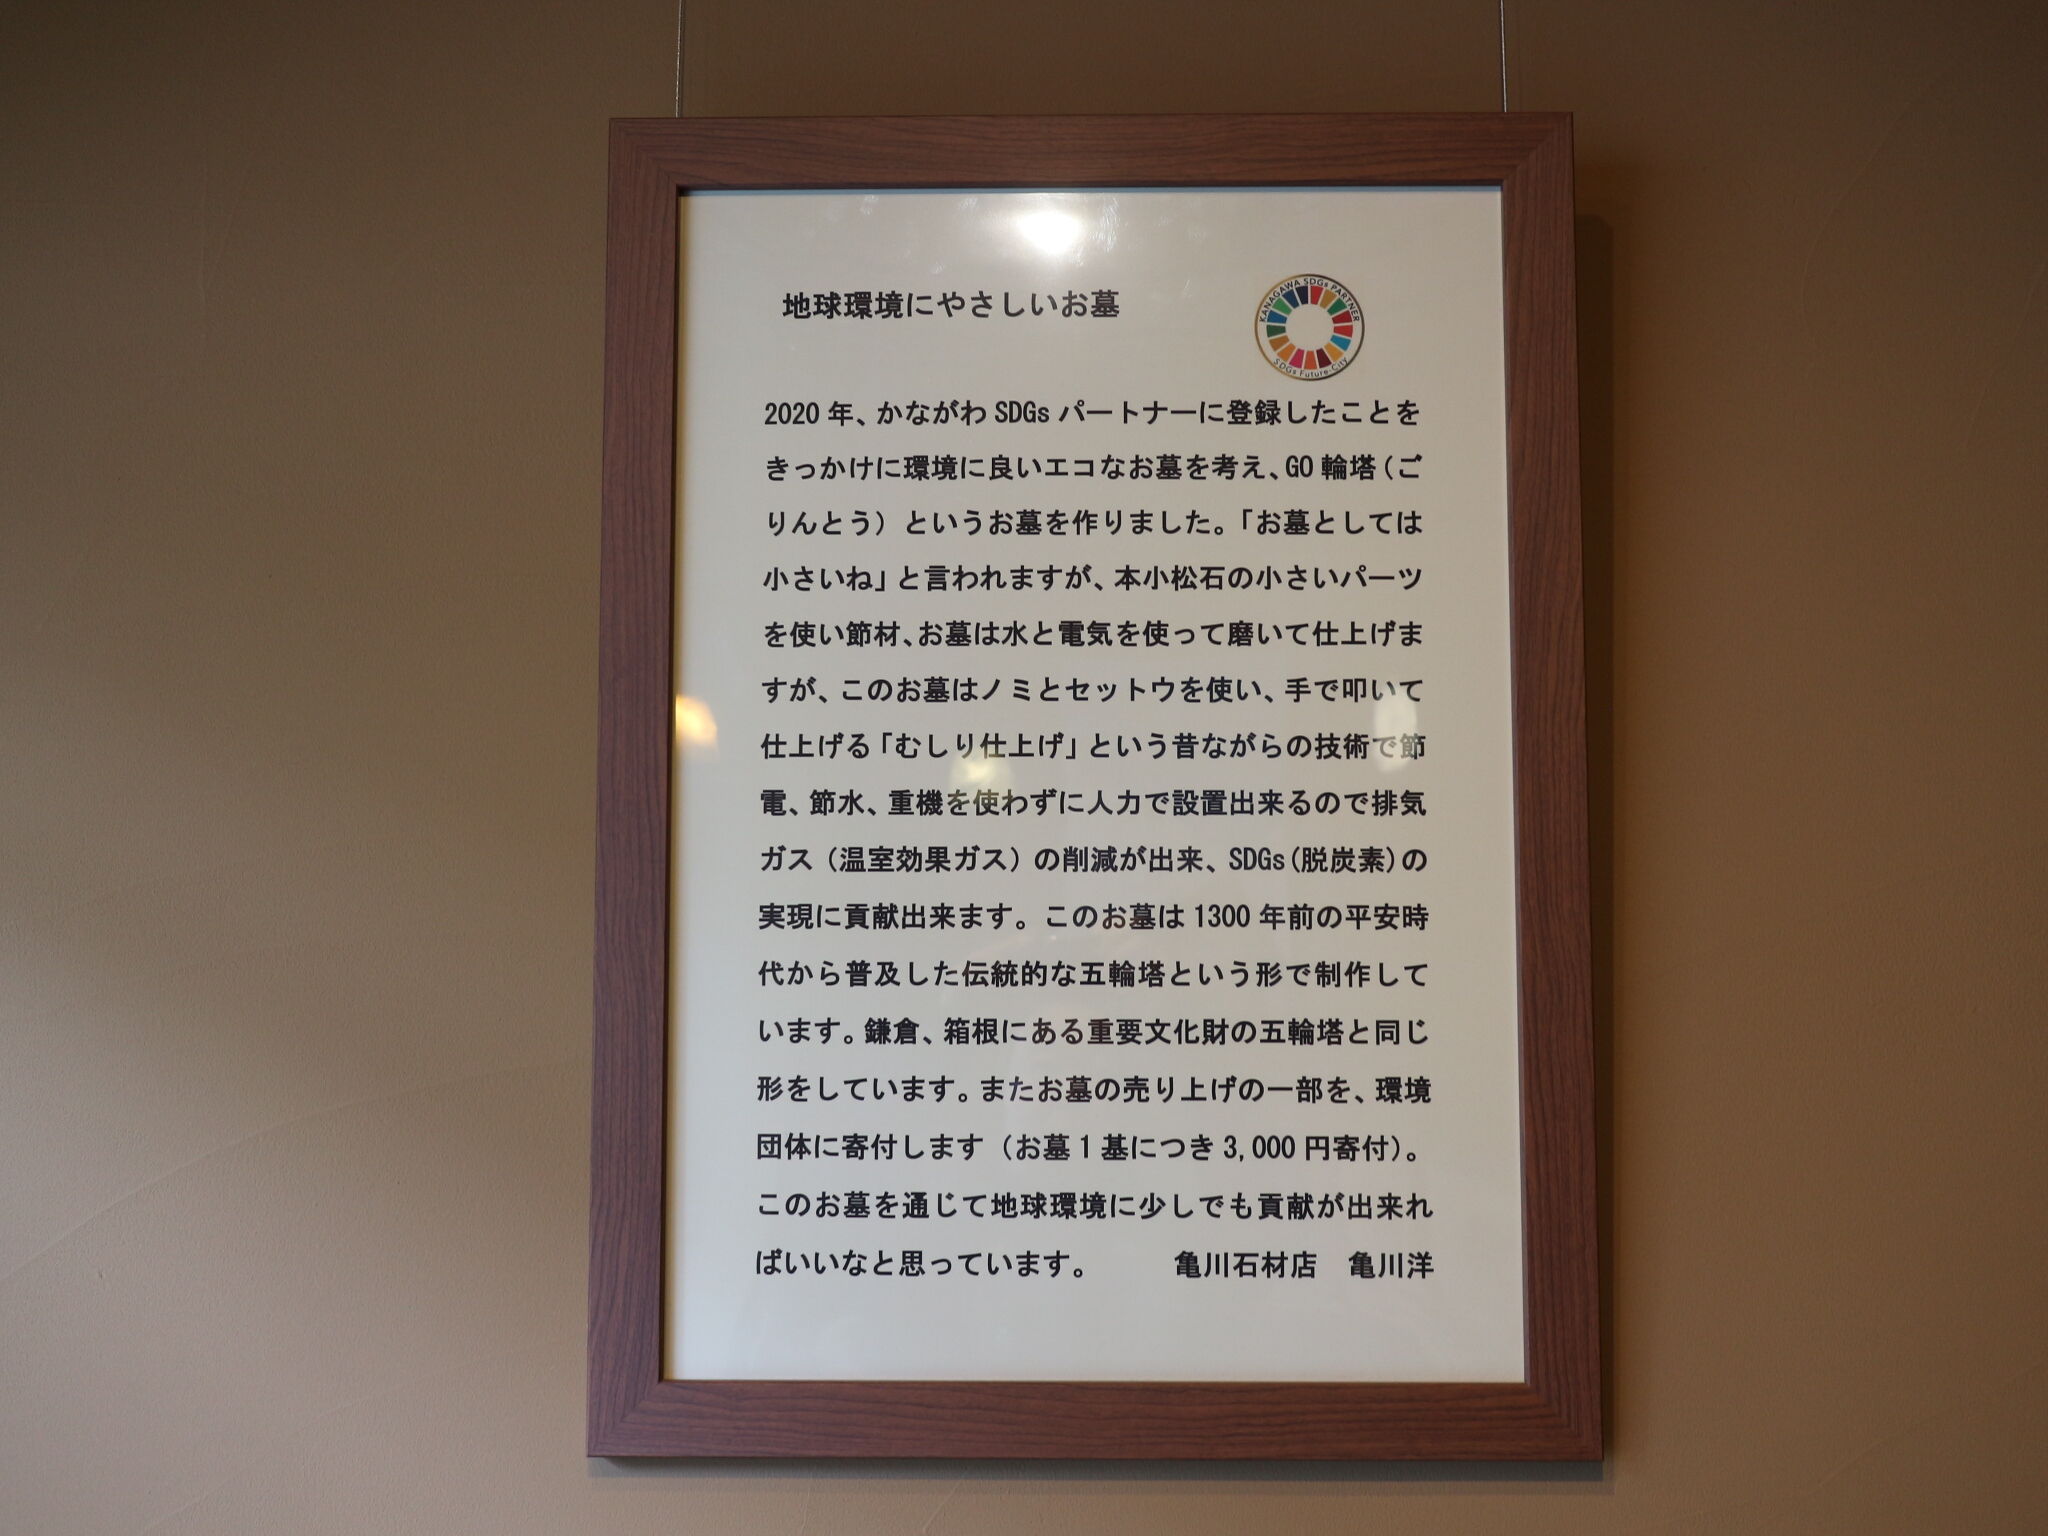 地球環境にやさしいお墓
KANAGAWA SDGs PARTNER
SDGs Future City
2020 年、かながわ SDGs パートナーに登録したことを
きっかけに環境に良いエコなお墓を考え、GO 輪塔（ご
りんとう）というお墓を作りました。「お墓としては
小さいね」と言われますが、本小松石の小さいパーツ
を使い節材、お墓は水と電気を使って磨いて仕上げま
すが、このお墓はノミとセットウを使い、手で叩いて
仕上げる「むしり仕上げ」という昔ながらの技術で節
電、節水、重機を使わずに人力で設置出来るので排気
ガス（温室効果ガス）の削減が出来、SDGs(脱炭素)の
実現に貢献出来ます。このお墓は 1300 年前の平安時
代から普及した伝統的な五輪塔という形で制作して
います。鎌倉、箱根にある重要文化財の五輪塔と同じ
形をしています。またお墓の売り上げの一部を、環境
団体に寄付します（お墓 1 基につき 3,000 円寄付）。
このお墓を通じて地球環境に少しでも貢献が出来れ
ばいいなと思っています。　　亀川石材店　亀川洋